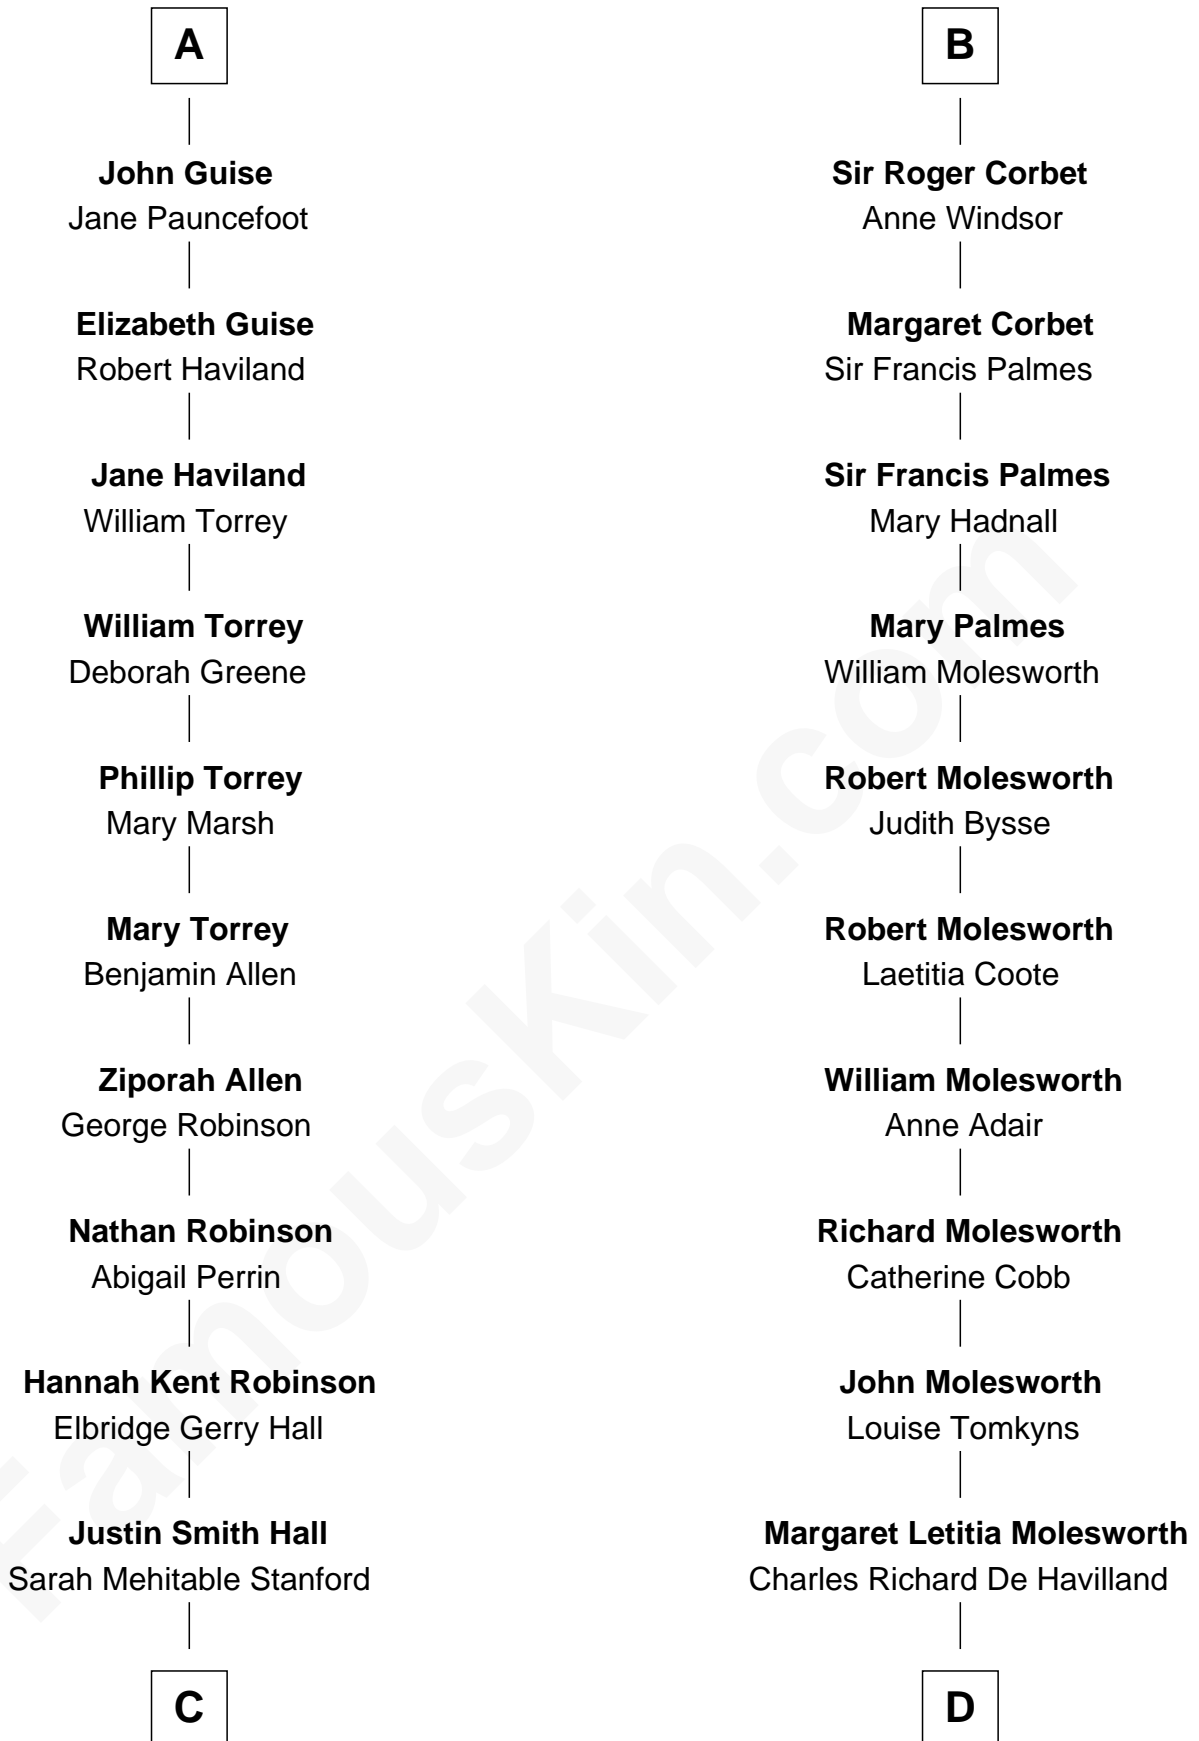 A
John Guise
Jane Pauncefoot
Elizabeth Guise
Robert Haviland
Jane Haviland
William Torrey
William Torrey
Deborah Greene
Phillip Torrey
Mary Marsh
Mary Torrey
Benjamin Allen
Ziporah Allen
George Robinson
Nathan Robinson
Abigail Perrin
Hannah Kent Robinson
Elbridge Gerry Hall
Justin Smith Hall
Sarah Mehitable Stanford
C
B
Sir Roger Corbet
Anne Windsor
Margaret Corbet
Sir Francis Palmes
Sir Francis Palmes
Mary Hadnall
Mary Palmes
William Molesworth
Robert Molesworth
Judith Bysse
Robert Molesworth
Laetitia Coote
William Molesworth
Anne Adair
Richard Molesworth
Catherine Cobb
John Molesworth
Louise Tomkyns
Margaret Letitia Molesworth
Charles Richard De Havilland
D
FamousKin.com